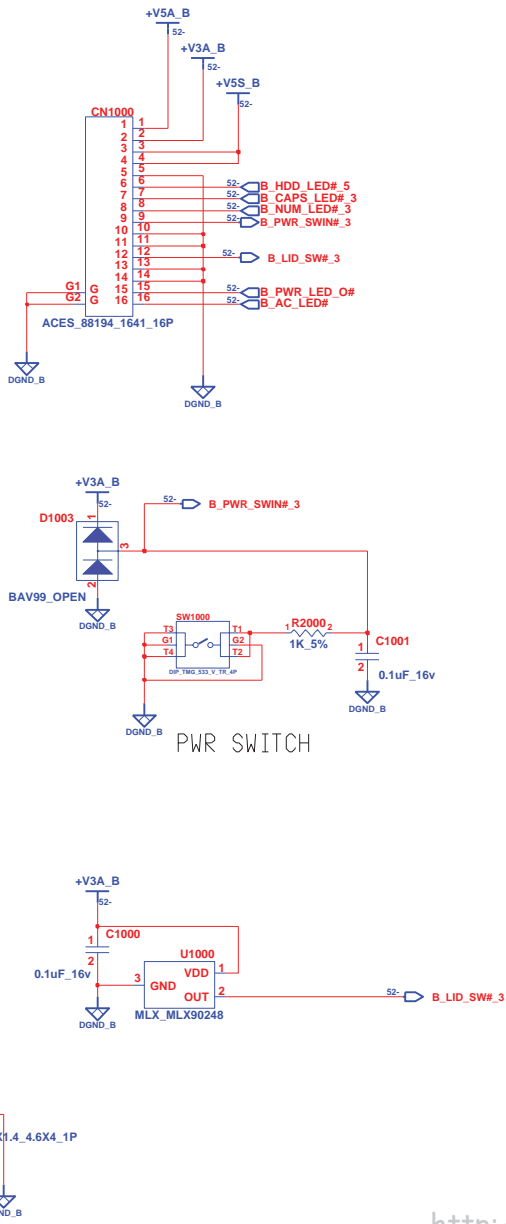 +V5A_B
52-
+V3A_B
52-
+V5S_B
52-
CN1000
1 1
2 2
3 3
4 4
5 5
6 6 52- B_HDD_LED#_5
7 7 52- B_CAPS_LED#_3
8 8 52- B_NUM_LED#_3
9 9 52- B_PWR_SWIN#_3
10 10
11 11
12 12 52- B_LID_SW#_3
13 13
14 14
G1 G 15 15 52- B_PWR_LED_O#
G2 G 16 16 52- B_AC_LED#
ACES_88194_1641_16P
DGND_B
DGND_B
+V3A_B
52-
52- B_PWR_SWIN#_3
D1003
1
3
2
BAV99_OPEN
DGND_B
SW1000
T3 T1
G1 G2
T4 T2
DIP_TMG_533_V_TR_4P
1 R2000 2
1K_5%
C1001
1
2
0.1uF_16v
DGND_B
DGND_B
PWR SWITCH
+V3A_B
52-
C1000
1
2
0.1uF_16v
U1000
VDD 1
3 GND
OUT 2
52- B_LID_SW#_3
MLX_MLX90248
DGND_B
X1.4_4.6X4_1P
ND_B
http: